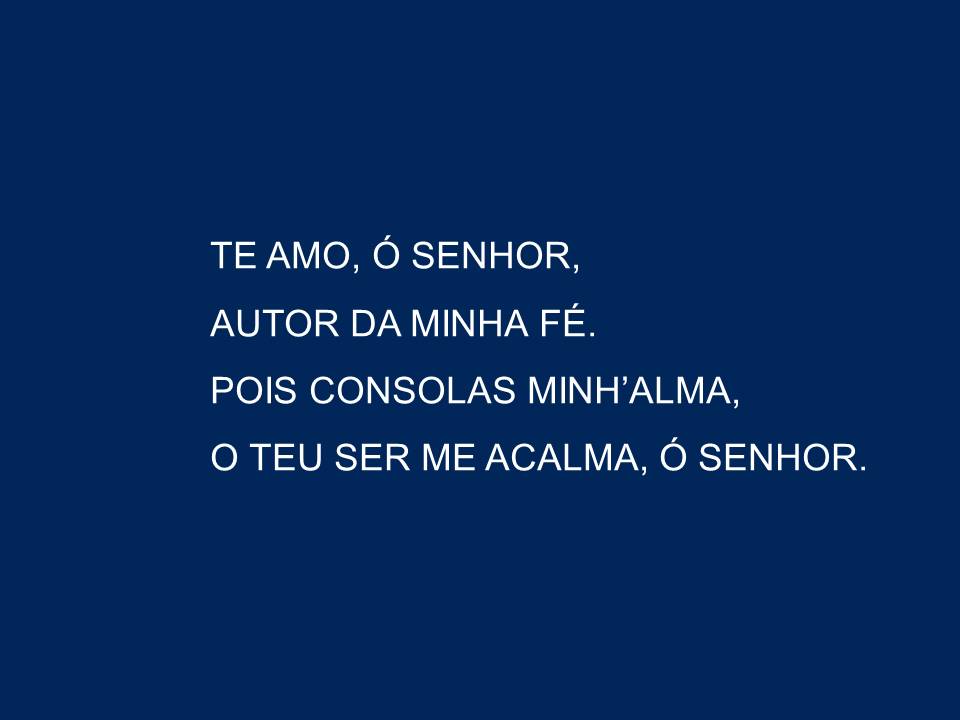 TE AMO, Ó SENHOR,
AUTOR DA MINHA FÉ.
POIS CONSOLAS MINH’ALMA,
O TEU SER ME ACALMA, Ó SENHOR.